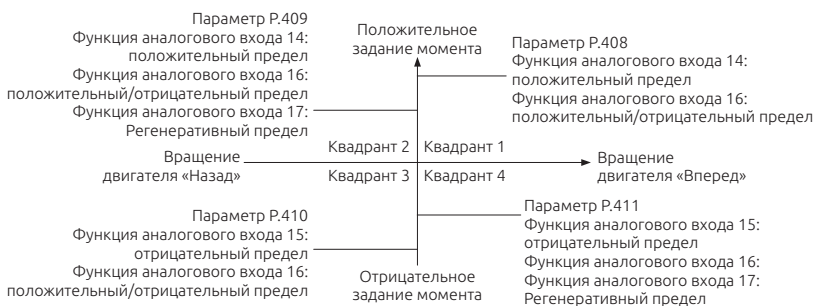 Параметр P.409
Функция аналогового входа 14:
положительный предел
Функция аналогового входа 16:
положительный/отрицательный предел
Функция аналогового входа 17:
Регенеративный предел
Положительное
задание момента
Параметр P.408
Функция аналогового входа 14:
положительный предел
Функция аналогового входа 16:
положительный/отрицательный предел
Квадрант 2
Квадрант 1
Вращение
двигателя «Назад»
Вращение
двигателя «Вперед»
Квадрант 3
Квадрант 4
Параметр P.410
Функция аналогового входа 15:
отрицательный предел
Функция аналогового входа 16:
положительный/отрицательный предел
Отрицательное
задание момента
Параметр P.411
Функция аналогового входа 15:
отрицательный предел
Функция аналогового входа 16:
Функция аналогового входа 17:
Регенеративный предел